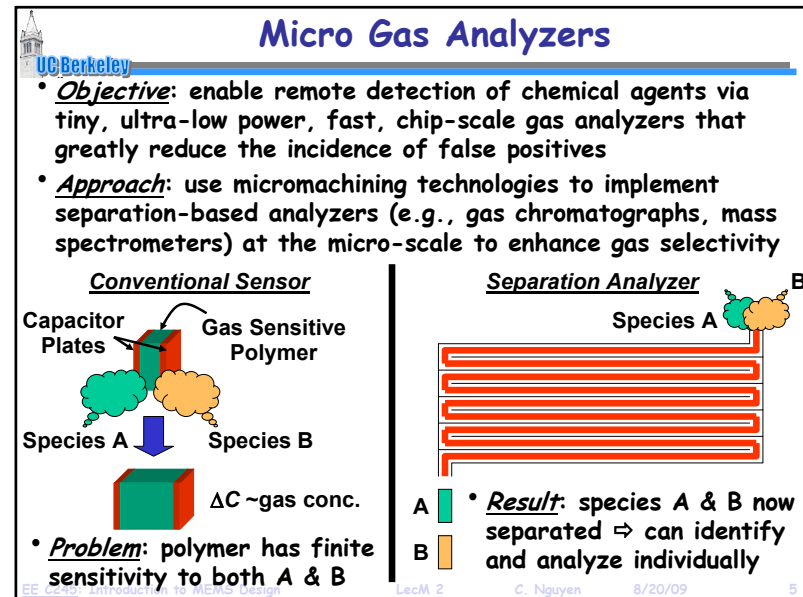 Micro Gas Analyzers
UC Berkeley
• Objective: enable remote detection of chemical agents via
tiny, ultra-low power, fast, chip-scale gas analyzers that
greatly reduce the incidence of false positives
• Approach: use micromachining technologies to implement
separation-based analyzers (e.g., gas chromatographs, mass
spectrometers) at the micro-scale to enhance gas selectivity
Conventional Sensor
Capacitor
Plates
Gas Sensitive
Polymer
Species A
Species B
ΔC ~gas conc.
• Problem: polymer has finite
sensitivity to both A & B
Separation Analyzer
B
Species A
A
B
• Result: species A & B now
separated ⇨ can identify
and analyze individually
EE C245: Introduction to MEMS Design
LecM 2
C. Nguyen
8/20/09
5